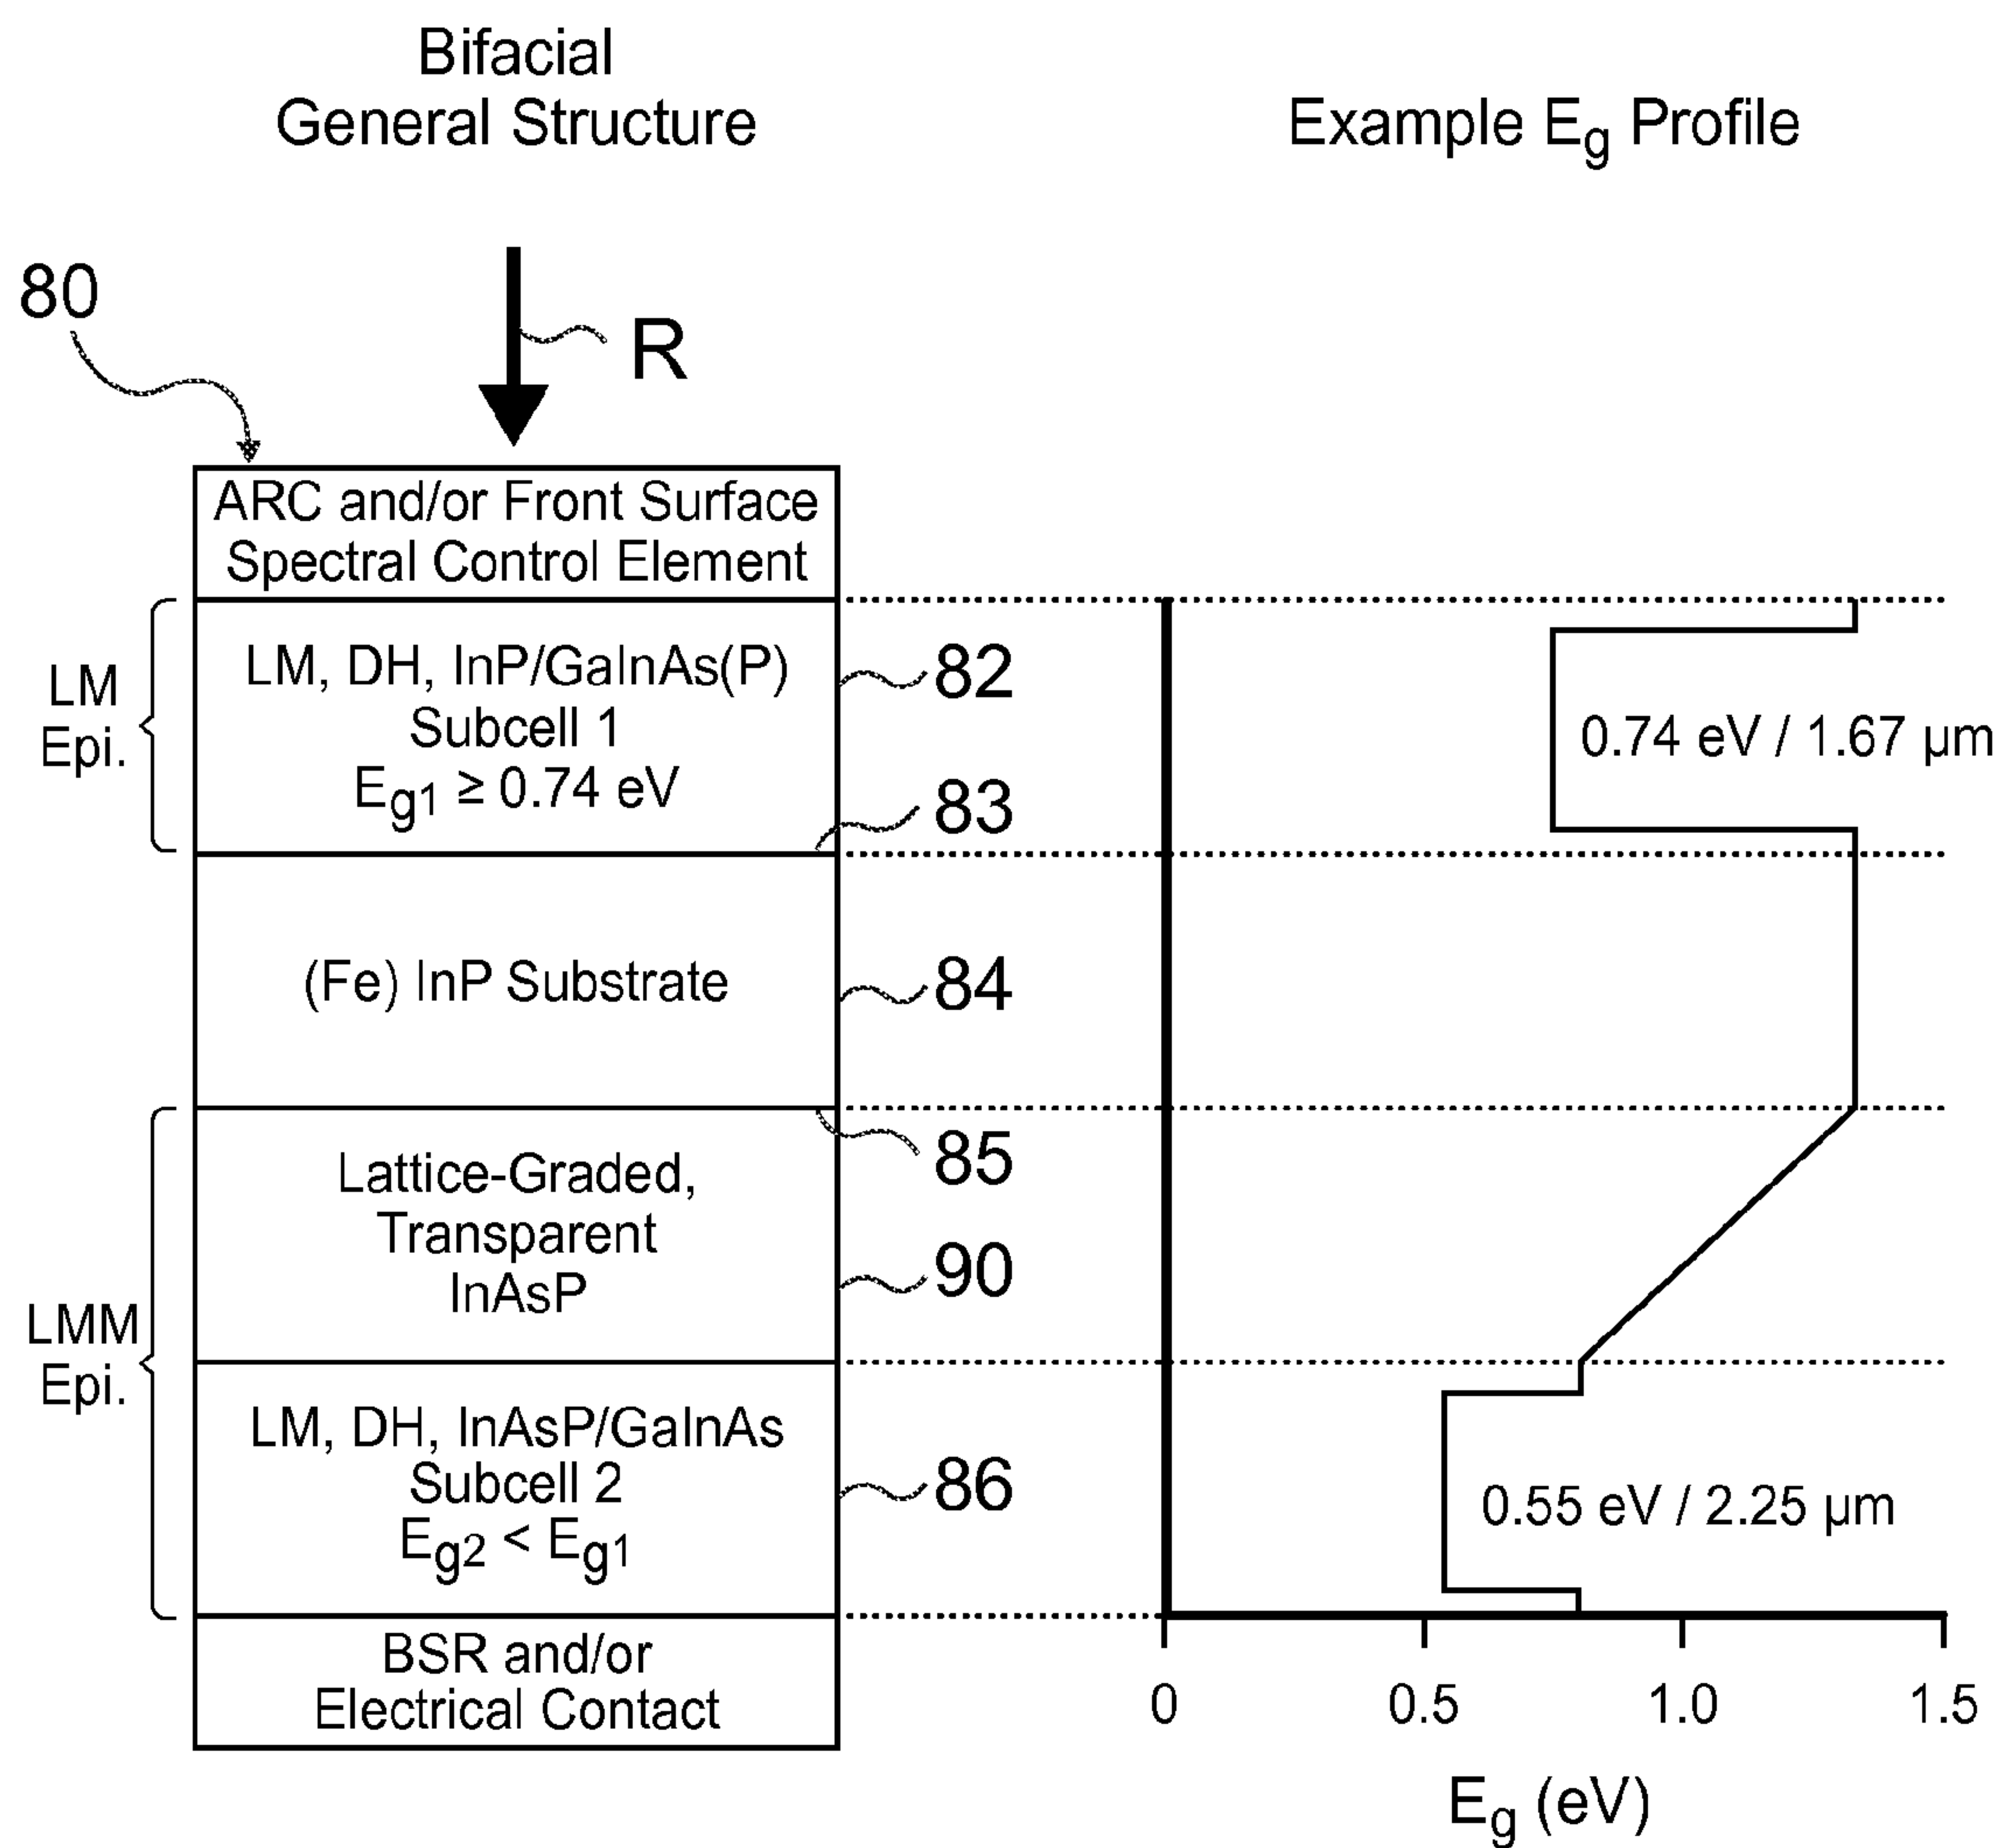 Bifacial
General Structure
Example Eg Profile
80
R
ARC and/or Front Surface
Spectral Control Element
LM
Epi.
LM, DH, InP/GaInAs(P)
Subcell 1
Eg1 ≥ 0.74 eV
82
83
0.74 eV / 1.67 µm
(Fe) InP Substrate
84
LMM
Epi.
Lattice-Graded,
Transparent
InAsP
85
90
LM, DH, InAsP/GaInAs
Subcell 2
Eg2 < Eg1
86
0.55 eV / 2.25 µm
BSR and/or
Electrical Contact
0 0.5 1.0 1.5
Eg (eV)